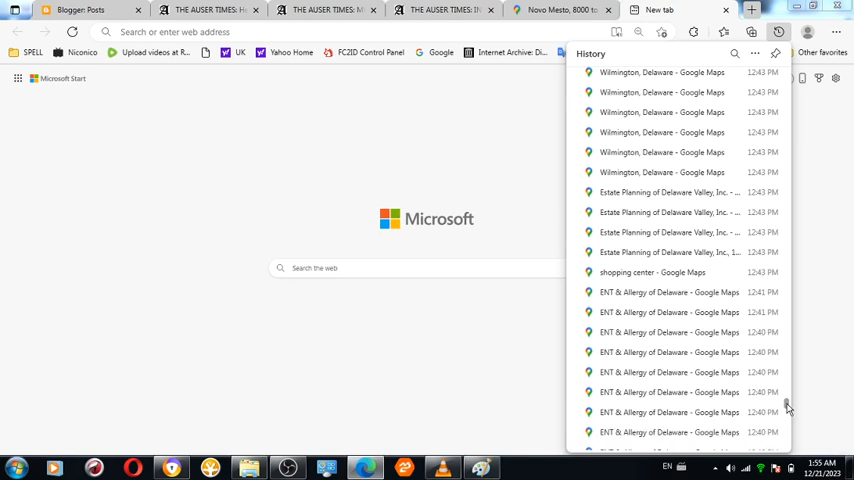 Blogger: Posts
THE AUSER TIMES: He
THE AUSER TIMES: M
THE AUSER TIMES: IN
Novo Mesto, 8000 to
New tab
Search or enter web address
SPELL
Niconico
Upload videos at R...
UK
Yahoo Home
FC2ID Control Panel
Google
Internet Archive: Di...
Other favorites
Microsoft Start
Microsoft
Search the web
History
Wilmington, Delaware - Google Maps 12:43 PM
Wilmington, Delaware - Google Maps 12:43 PM
Wilmington, Delaware - Google Maps 12:43 PM
Wilmington, Delaware - Google Maps 12:43 PM
Wilmington, Delaware - Google Maps 12:43 PM
Wilmington, Delaware - Google Maps 12:43 PM
Estate Planning of Delaware Valley, Inc. - ... 12:43 PM
Estate Planning of Delaware Valley, Inc. - ... 12:43 PM
Estate Planning of Delaware Valley, Inc. - ... 12:43 PM
Estate Planning of Delaware Valley, Inc., 1... 12:43 PM
shopping center - Google Maps 12:43 PM
ENT & Allergy of Delaware - Google Maps 12:41 PM
ENT & Allergy of Delaware - Google Maps 12:41 PM
ENT & Allergy of Delaware - Google Maps 12:40 PM
ENT & Allergy of Delaware - Google Maps 12:40 PM
ENT & Allergy of Delaware - Google Maps 12:40 PM
ENT & Allergy of Delaware - Google Maps 12:40 PM
ENT & Allergy of Delaware - Google Maps 12:40 PM
ENT & Allergy of Delaware - Google Maps 12:40 PM
EN
1:55 AM
12/21/2023